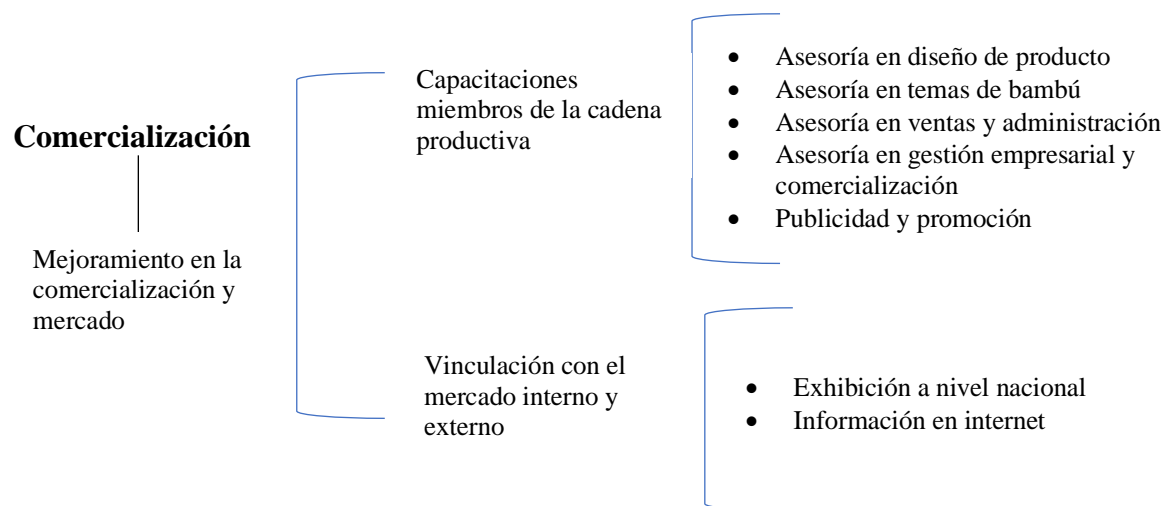 Comercialización
Mejoramiento en la
comercialización y
mercado
Capacitaciones
miembros de la cadena
productiva
• Asesoría en diseño de producto
• Asesoría en temas de bambú
• Asesoría en ventas y administración
• Asesoría en gestión empresarial y
comercialización
• Publicidad y promoción
Vinculación con el
mercado interno y
externo
• Exhibición a nivel nacional
• Información en internet